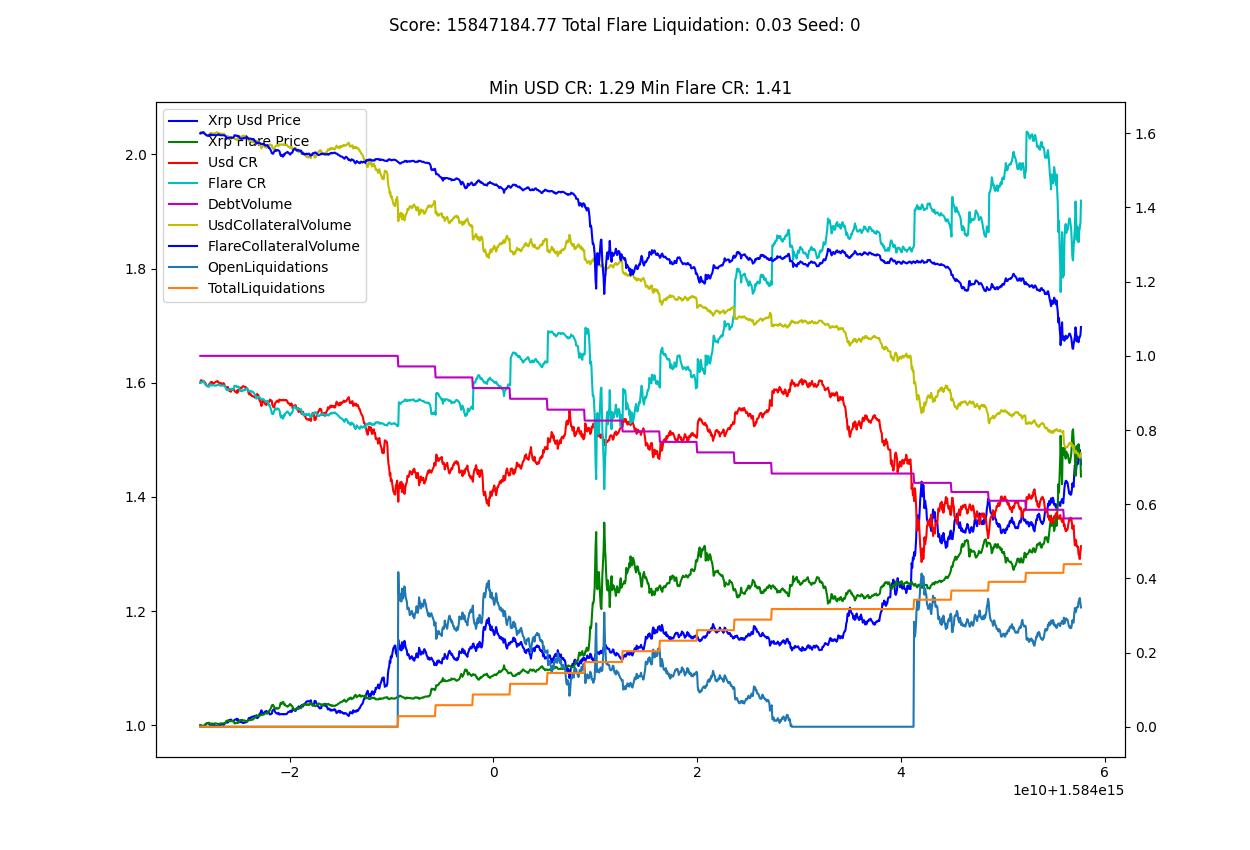 Score: 15847184.77 Total Flare Liquidation: 0.03 Seed: 0
Min USD CR: 1.29 Min Flare CR: 1.41
Xrp Usd Price
Xrp Flare Price
Usd CR
Flare CR
DebtVolume
UsdCollateralVolume
FlareCollateralVolume
OpenLiquidations
TotalLiquidations
2.0
1.8
1.6
1.4
1.2
1.0
1.6
1.4
1.2
1.0
0.8
0.6
0.4
0.2
0.0
−2 0 2 4 6
1e10+1.584e15